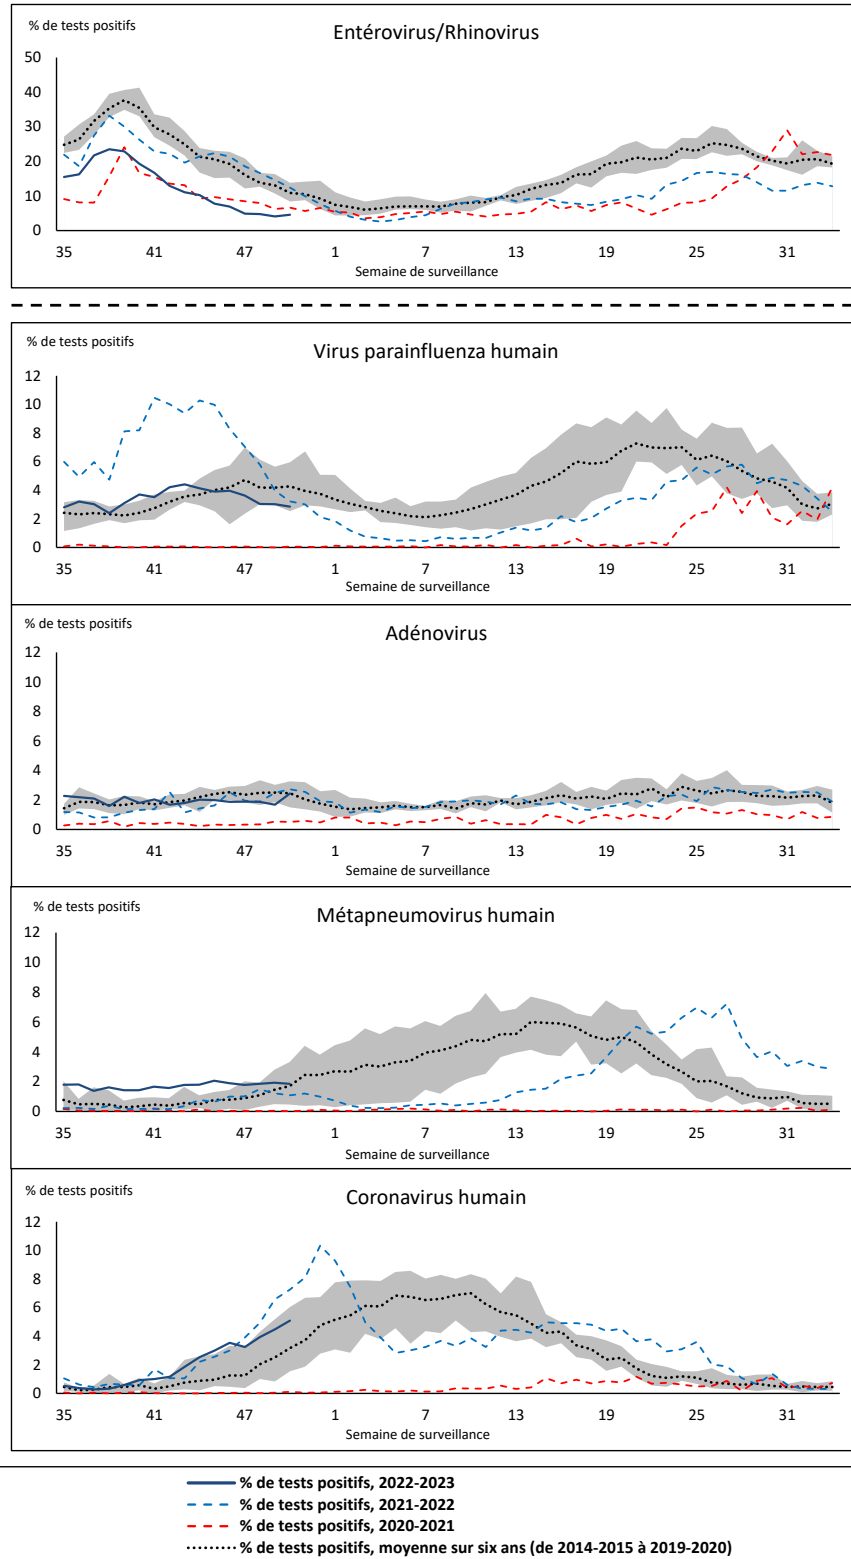 % de tests positifs
Entérovirus/Rhinovirus
50
40
30
20
10
0
35 41 47 1 7 13 19 25 31
Semaine de surveillance
% de tests positifs
Virus parainfluenza humain
12
10
8
6
4
2
0
35 41 47 1 7 13 19 25 31
Semaine de surveillance
% de tests positifs
Adénovirus
12
10
8
6
4
2
0
35 41 47 1 7 13 19 25 31
Semaine de surveillance
% de tests positifs
Métapneumovirus humain
12
10
8
6
4
2
0
35 41 47 1 7 13 19 25 31
Semaine de surveillance
% de tests positifs
Coronavirus humain
12
10
8
6
4
2
0
35 41 47 1 7 13 19 25 31
Semaine de surveillance
% de tests positifs, 2022-2023
% de tests positifs, 2021-2022
% de tests positifs, 2020-2021
% de tests positifs, moyenne sur six ans (de 2014-2015 à 2019-2020)